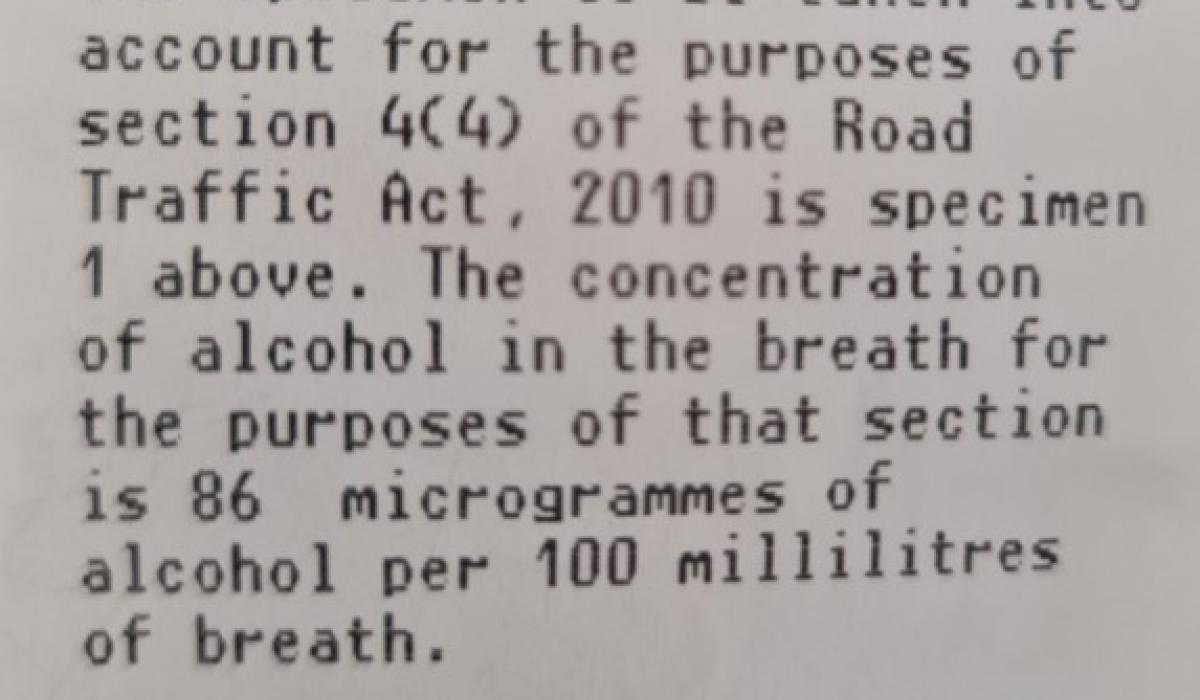 account for the purposes of
section 4(4) of the Road
Traffic Act, 2010 is specimen
1 above. The concentration
of alcohol in the breath for
the purposes of that section
is 86 microgrammes of
alcohol per 100 millilitres
of breath.